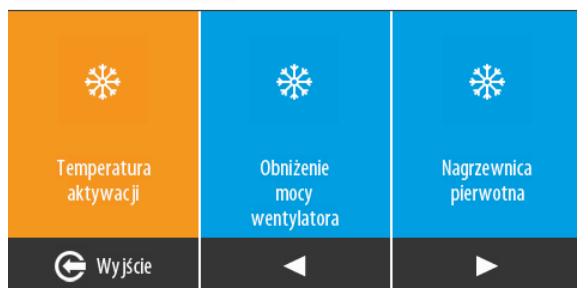 Temperatura
aktywacji
Obniżenie
mocy
wentylatora
Nagrzewnica
pierwotna
Wyjście